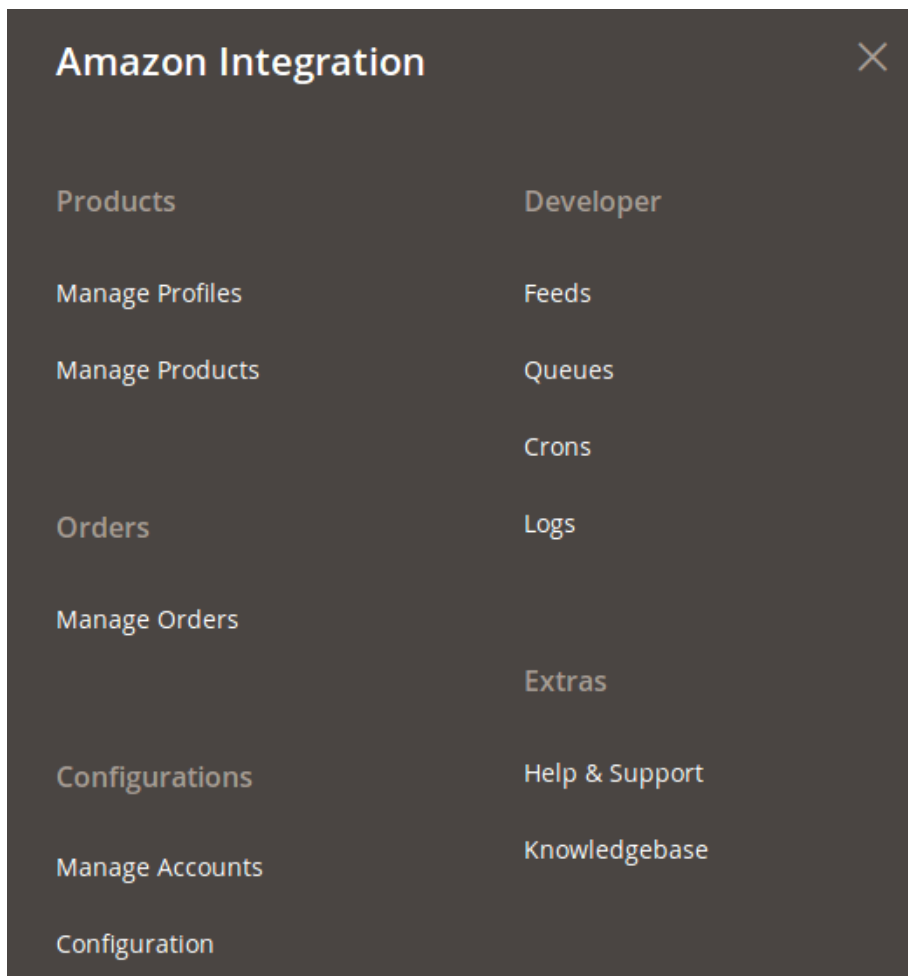 Amazon Integration
Products
Manage Profiles
Manage Products
Orders
Manage Orders
Configurations
Manage Accounts
Configuration
Developer
Feeds
Queues
Crons
Logs
Extras
Help & Support
Knowledgebase